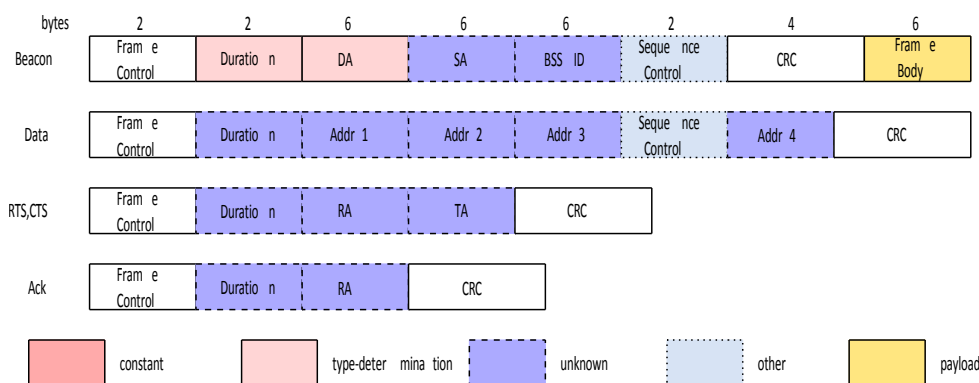 bytes 2 2 6 6 6 2 4 6
Beacon Fram e Control Duratio n DA SA BSS ID Seque nce Control CRC Fram e Body
Data Fram e Control Duratio n Addr 1 Addr 2 Addr 3 Seque nce Control Addr 4 CRC
RTS,CTS Fram e Control Duratio n RA TA CRC
Ack Fram e Control Duratio n RA CRC
constant type-deter mina tion unknown other payload